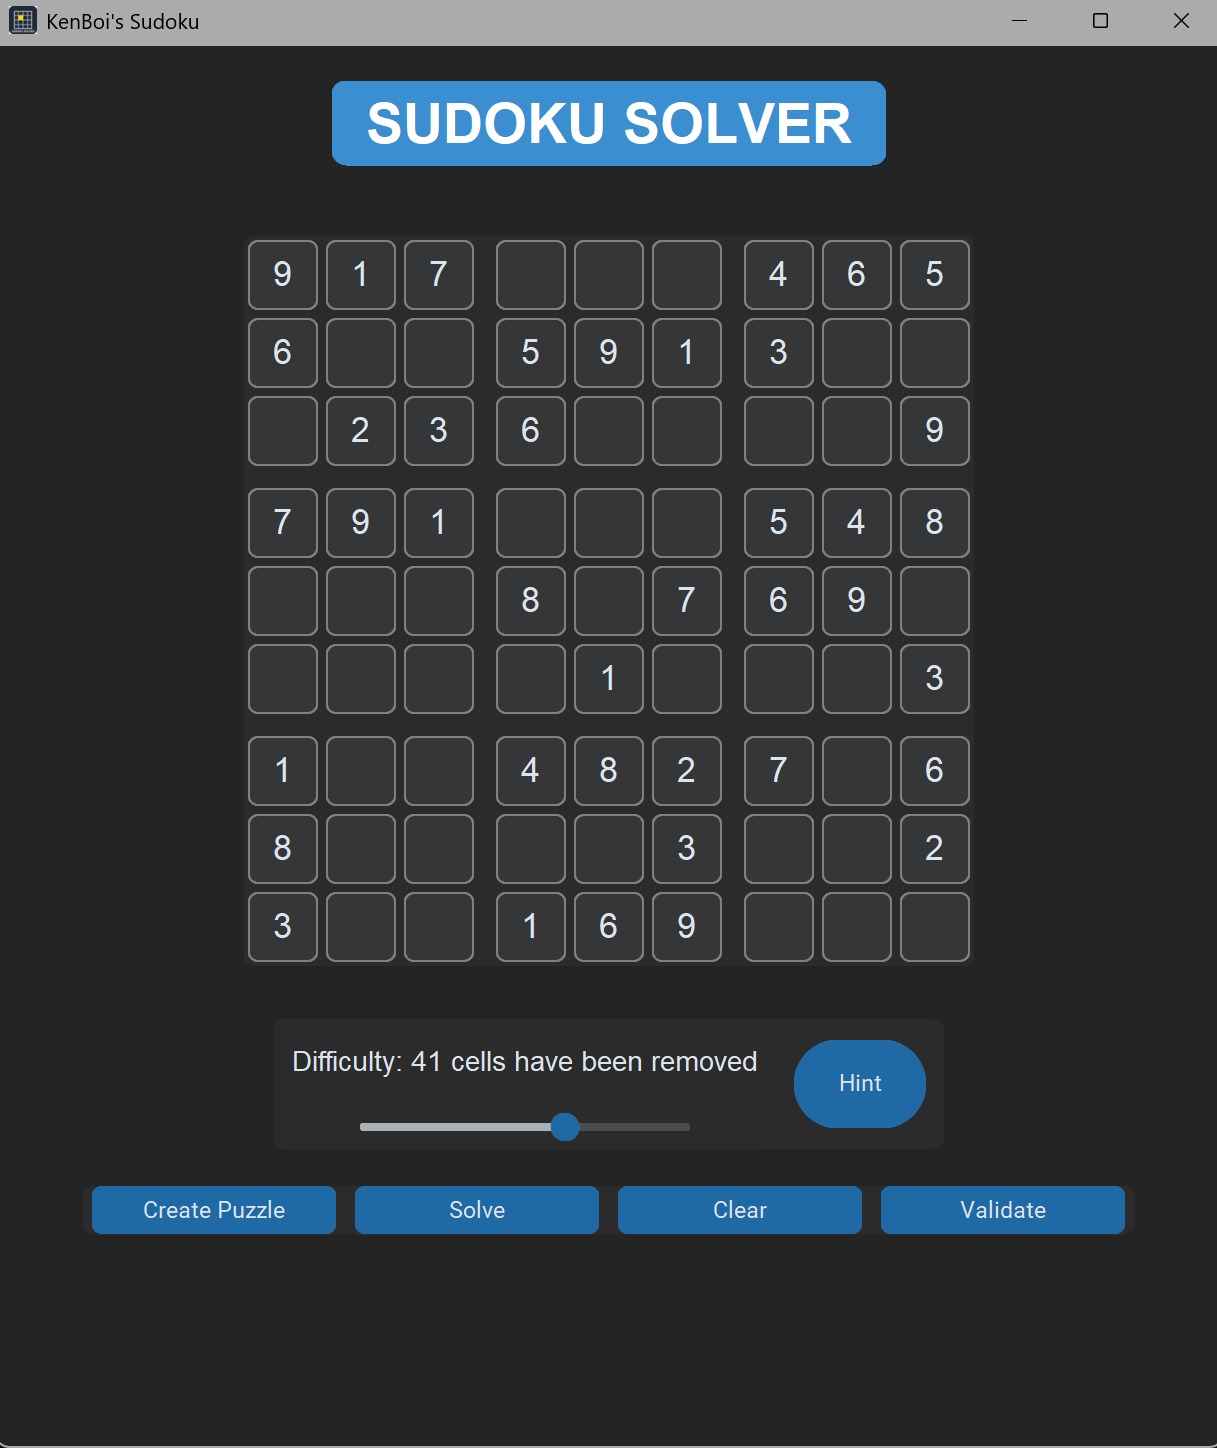 KenBoi's Sudoku
SUDOKU SOLVER
9 1 7 4 6 5
6 5 9 1 3
2 3 6 9
7 9 1 5 4 8
8 7 6 9
1 3
1 4 8 2 7 6
8 3 2
3 1 6 9
Difficulty: 41 cells have been removed
Hint
Create Puzzle Solve Clear Validate